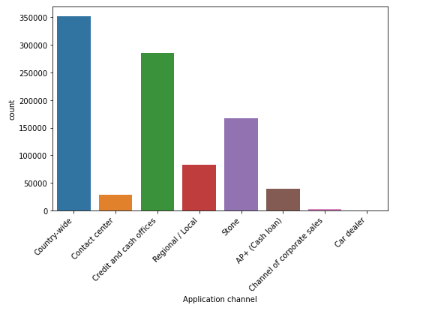 350000
300000
250000
200000
150000
100000
50000
0
count
Country-wide
Contact center
Credit and cash offices
Regional / Local
Stone
AP+ (Cash loan)
Channel of corporate sales
Car dealer
Application channel